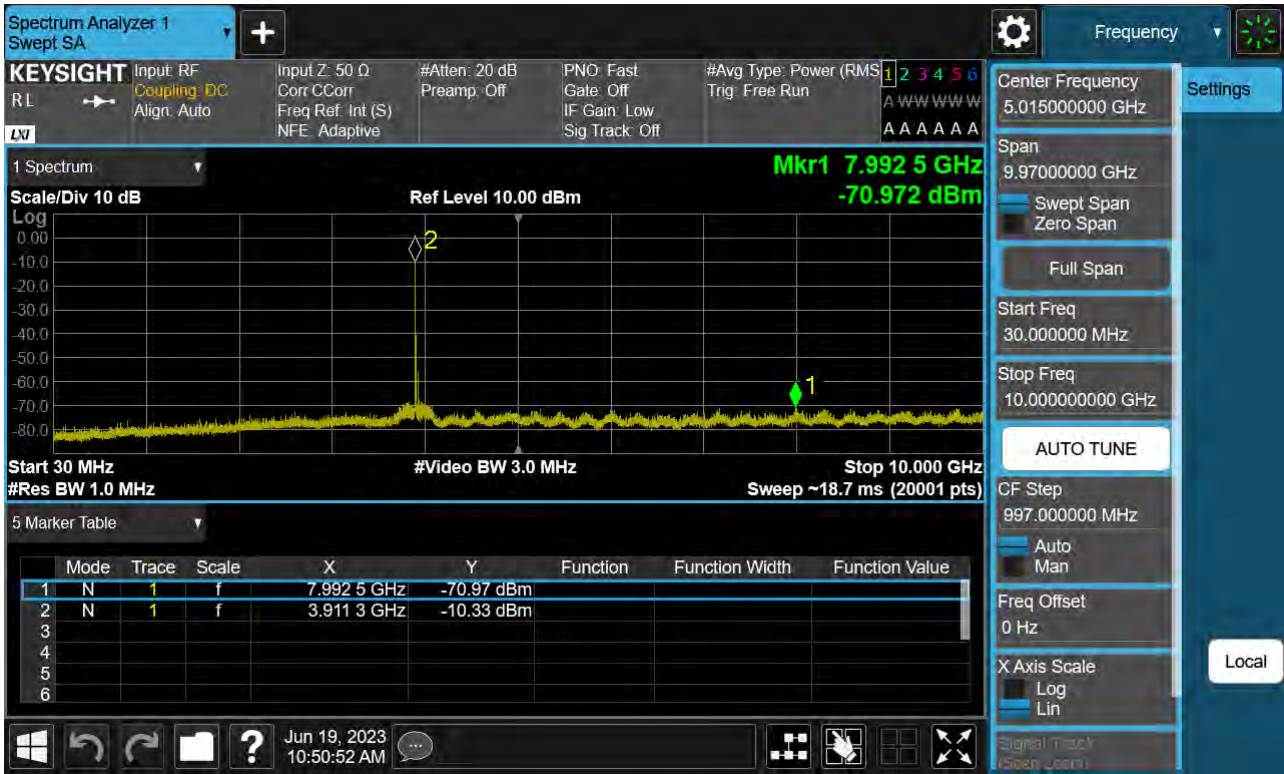 Spectrum Analyzer 1
Swept SA
+
Frequency
KEYSIGHT
RL
LXI
Input: RF
Coupling: DC
Align: Auto
Input Z: 50 Ω
Corr CCorr
Freq Ref: Int (S)
NFE: Adaptive
#Atten: 20 dB
Preamp: Off
PNO: Fast
Gate: Off
IF Gain: Low
Sig Track: Off
#Avg Type: Power (RMS
Trig: Free Run
1 2 3 4 5 6
A W W W W W
A A A A A A
1 Spectrum
Mkr1 7.992 5 GHz
-70.972 dBm
Scale/Div 10 dB
Ref Level 10.00 dBm
Log
0.00
-10.0
-20.0
-30.0
-40.0
-50.0
-60.0
-70.0
-80.0
2
1
Start 30 MHz
#Video BW 3.0 MHz
Stop 10.000 GHz
#Res BW 1.0 MHz
Sweep ~18.7 ms (20001 pts)
5 Marker Table
Mode Trace Scale X Y Function Function Width Function Value
1 N 1 f 7.992 5 GHz -70.97 dBm
2 N 1 f 3.911 3 GHz -10.33 dBm
3
4
5
6
?
Jun 19, 2023
10:50:52 AM
Center Frequency
5.015000000 GHz
Settings
Span
9.97000000 GHz
Swept Span
Zero Span
Full Span
Start Freq
30.000000 MHz
Stop Freq
10.000000000 GHz
AUTO TUNE
CF Step
997.000000 MHz
Auto
Man
Freq Offset
0 Hz
X Axis Scale
Log
Lin
Local
Signal Track
(Span Zoom)